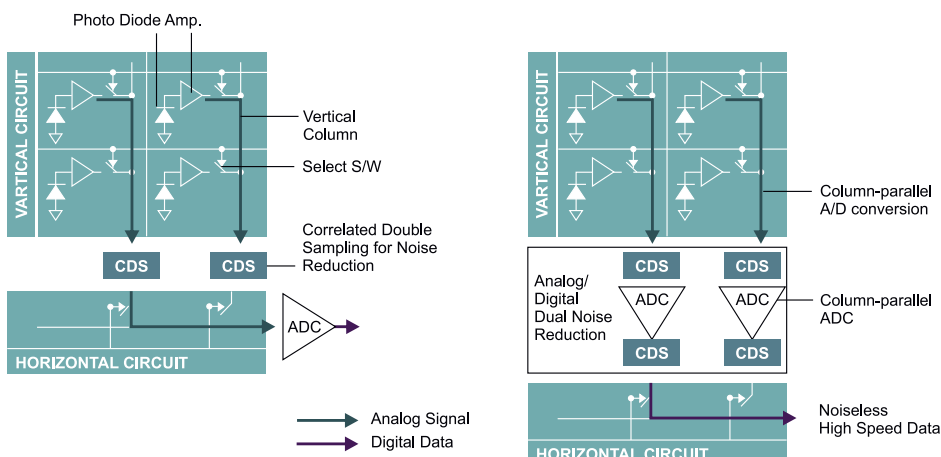 Photo Diode Amp.
VARTICAL CIRCUIT
Vertical
Column
Select S/W
Correlated Double
Sampling for Noise
Reduction
CDS
CDS
ADC
HORIZONTAL CIRCUIT
Analog Signal
Digital Data
VARTICAL CIRCUIT
Column-parallel
A/D conversion
Analog/
Digital
Dual Noise
Reduction
CDS
CDS
ADC
ADC
Column-parallel
ADC
CDS
CDS
Noiseless
High Speed Data
HORIZONTAL CIRCUIT